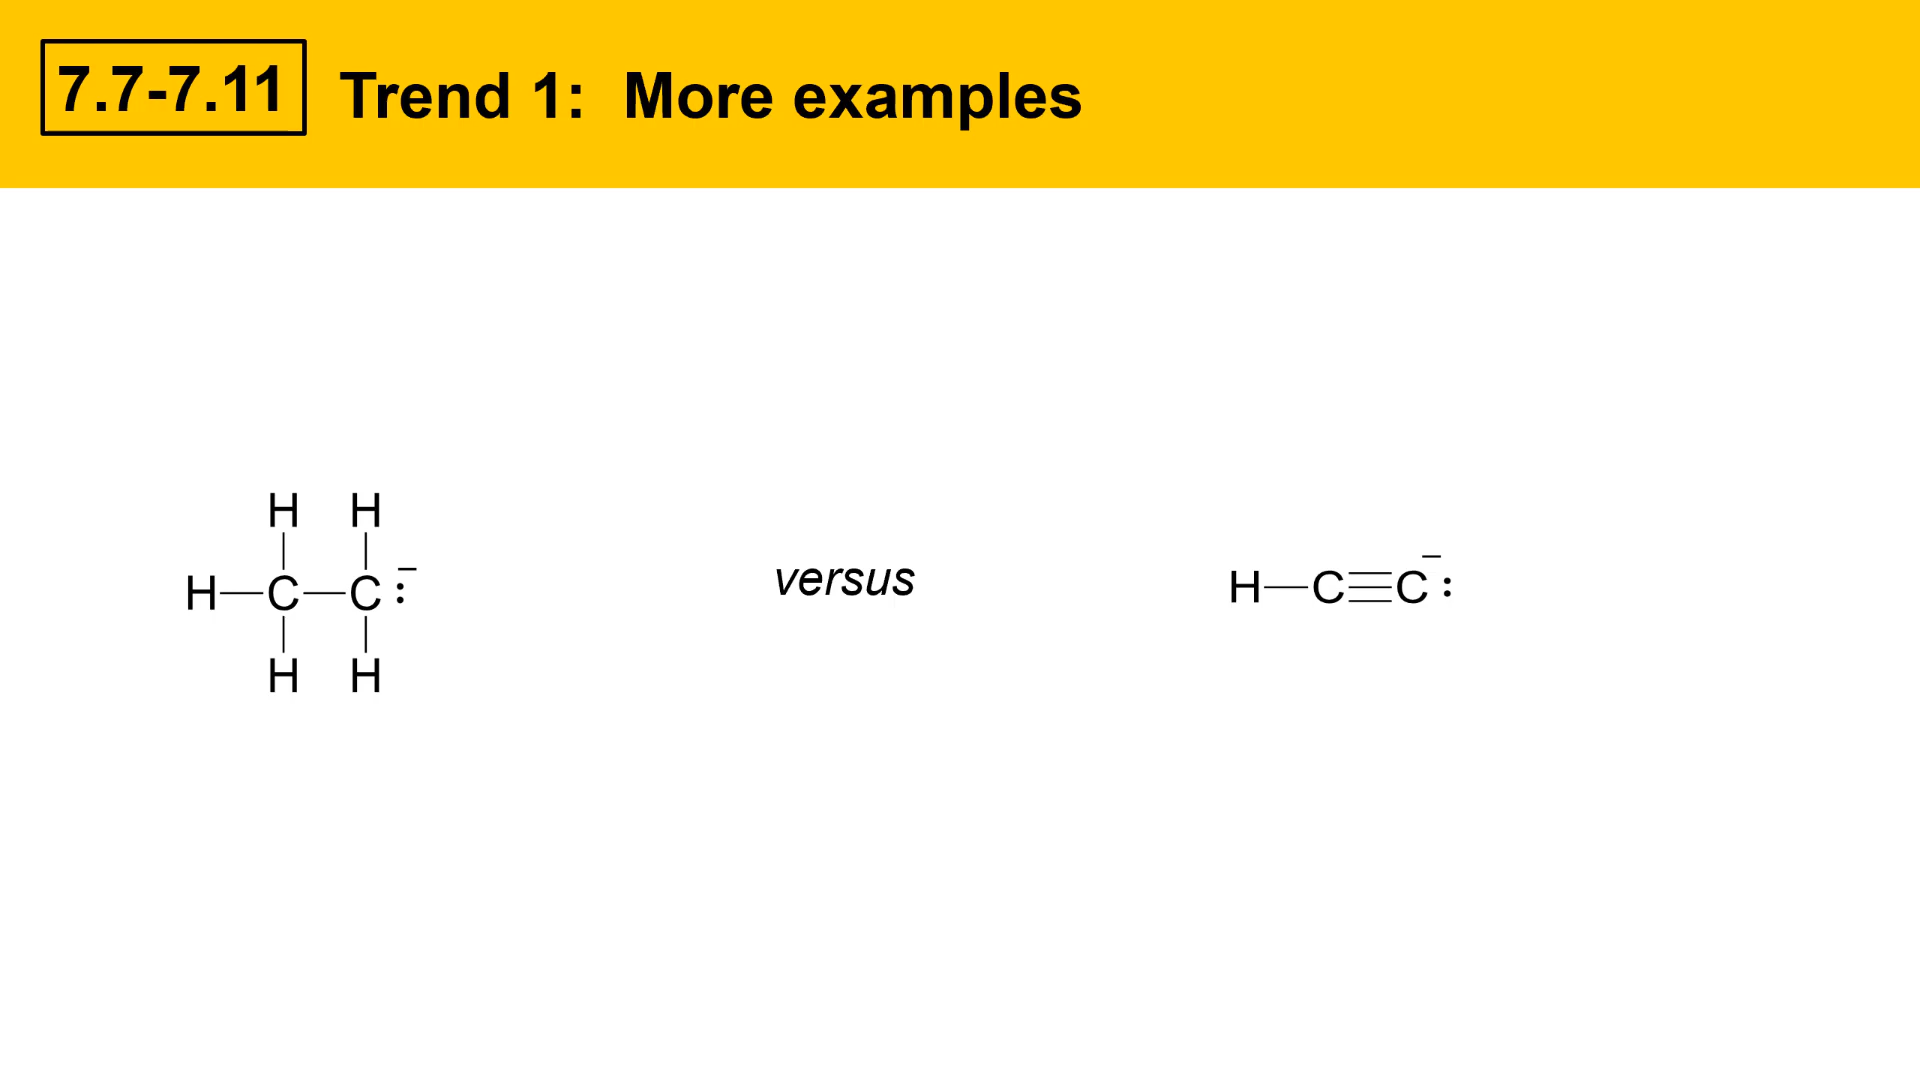 7.7-7.11
Trend 1: More examples
H H
H—C—C:⁻
H H
versus
H—C≡C:⁻